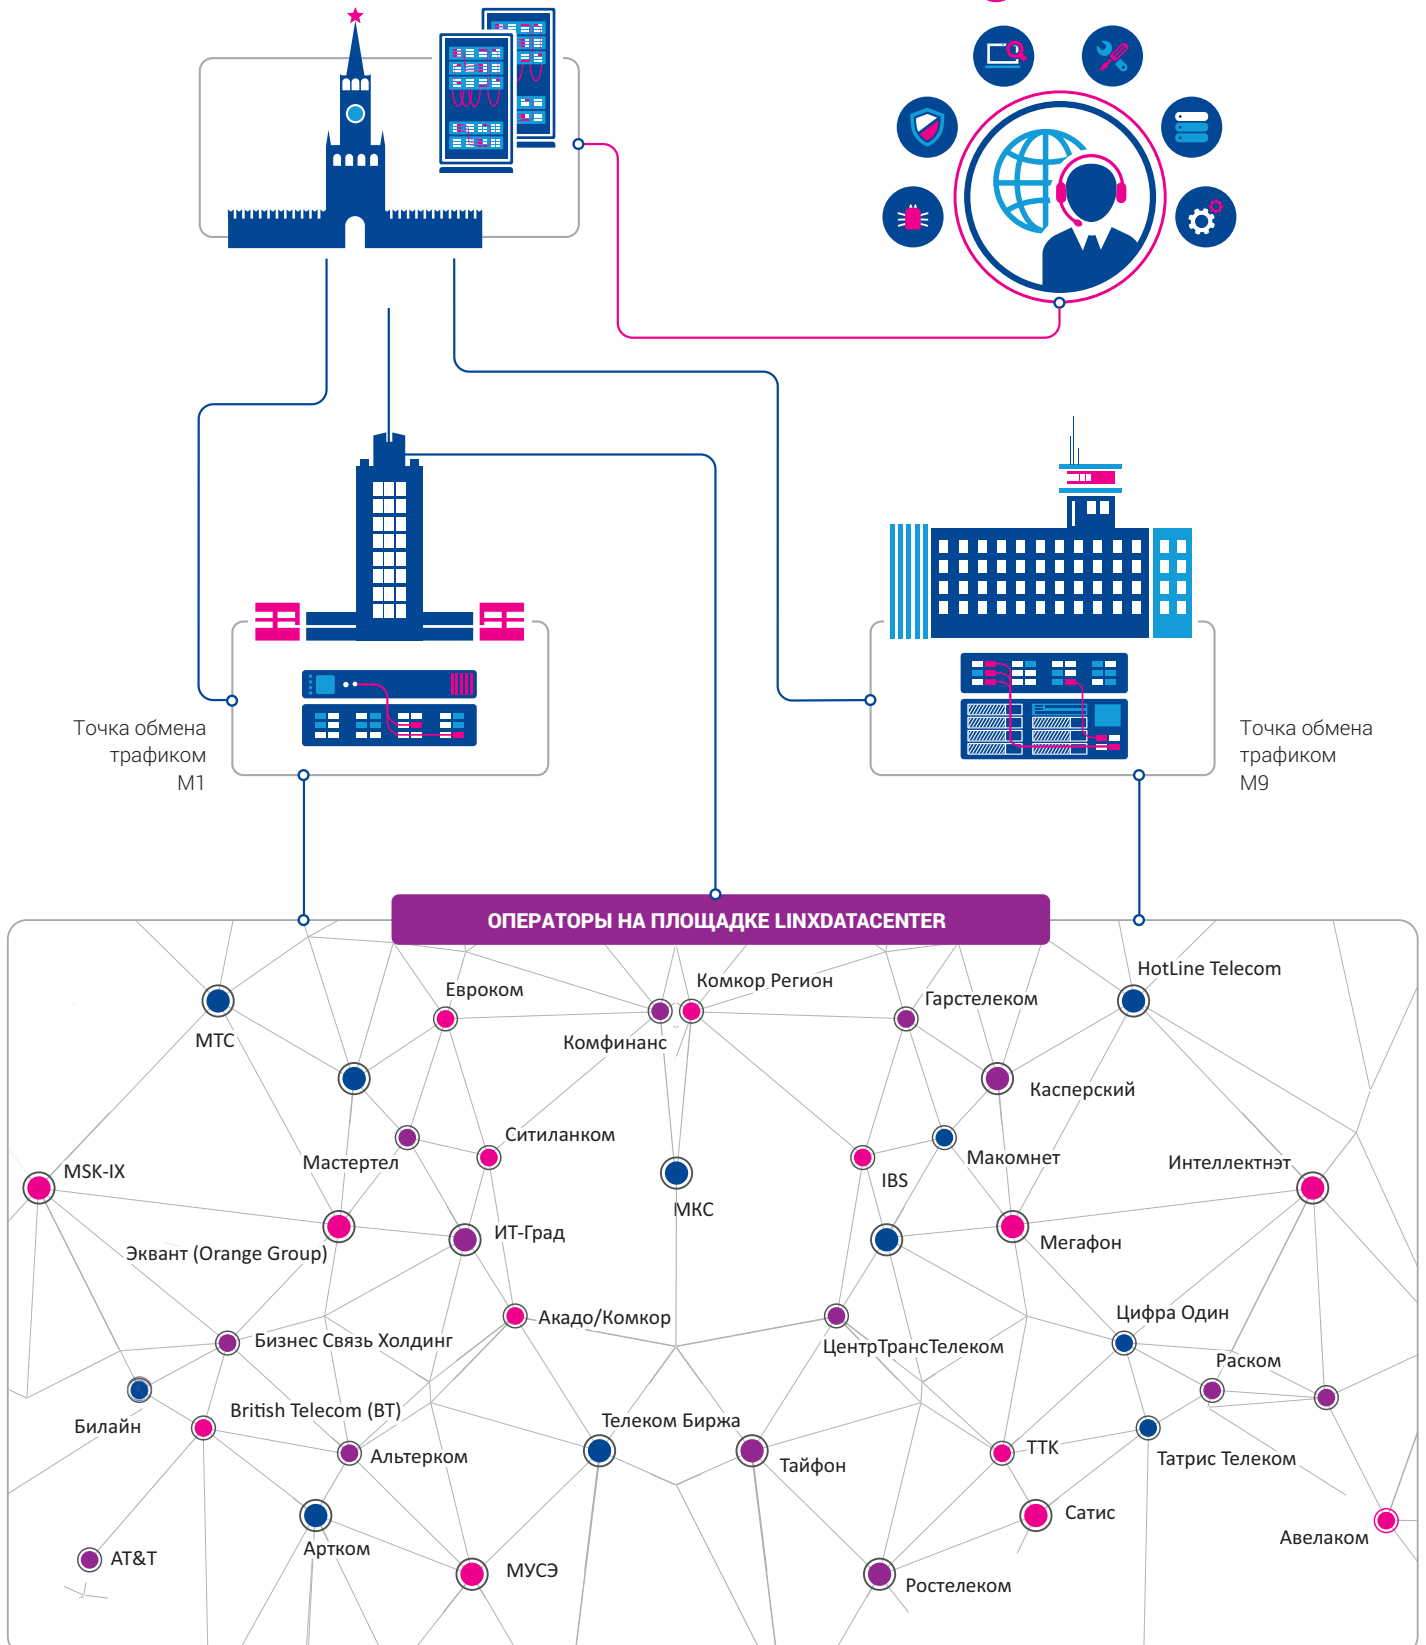 Точка обмена
трафиком
М1
Точка обмена
трафиком
М9
ОПЕРАТОРЫ НА ПЛОЩАДКЕ LINXDATACENTER
HotLine Telecom
Комкор Регион
Евроком
Гарстелеком
МТС
Комфинанс
Касперский
Ситиланком
Мастертел
Макомнет
Интеллектнэт
MSK-IX
IBS
МКС
ИТ-Град
Мегафон
Эквант (Orange Group)
Цифра Один
Акадо/Комкор
Бизнес Связь Холдинг
ЦентрТрансТелеком
Раском
British Telecom (BT)
Телеком Биржа
Билайн
ТТК
Альтерком
Татрис Телеком
Тайфон
Сатис
Авелаком
Артком
AT&T
МУСЭ
Ростелеком